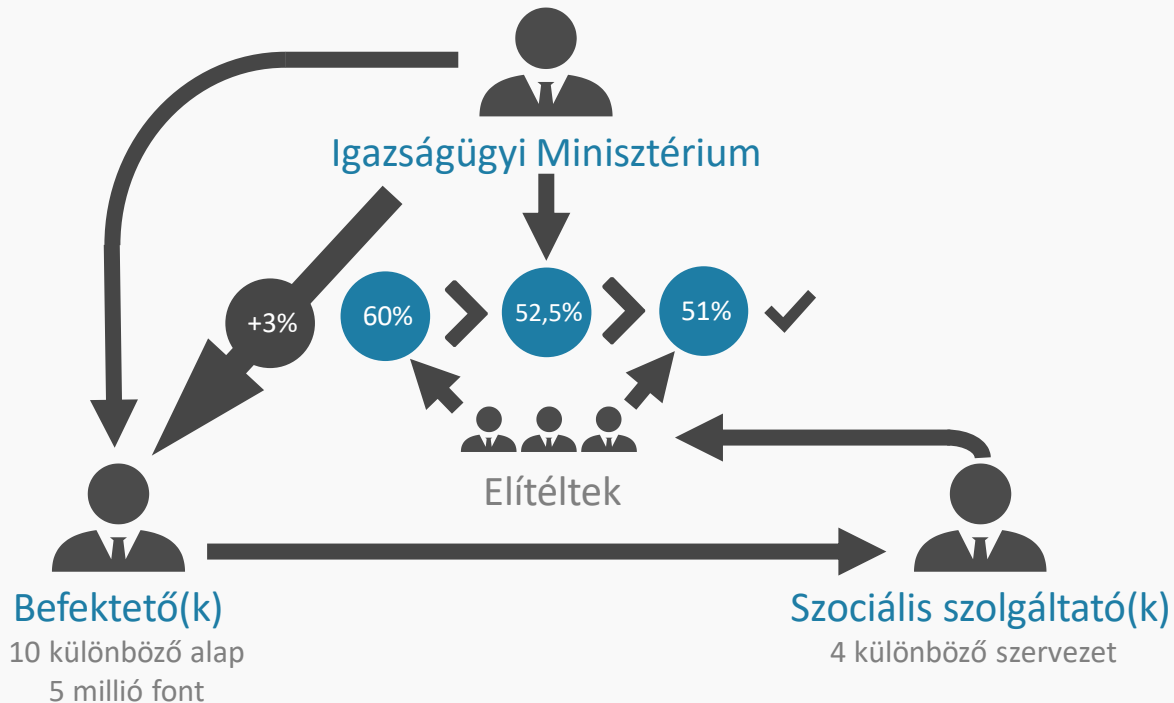 Igazságügyi Minisztérium
+3%
60%
52,5%
51%
Elítéltek
Befektető(k)
10 különböző alap
5 millió font
Szociális szolgáltató(k)
4 különböző szervezet